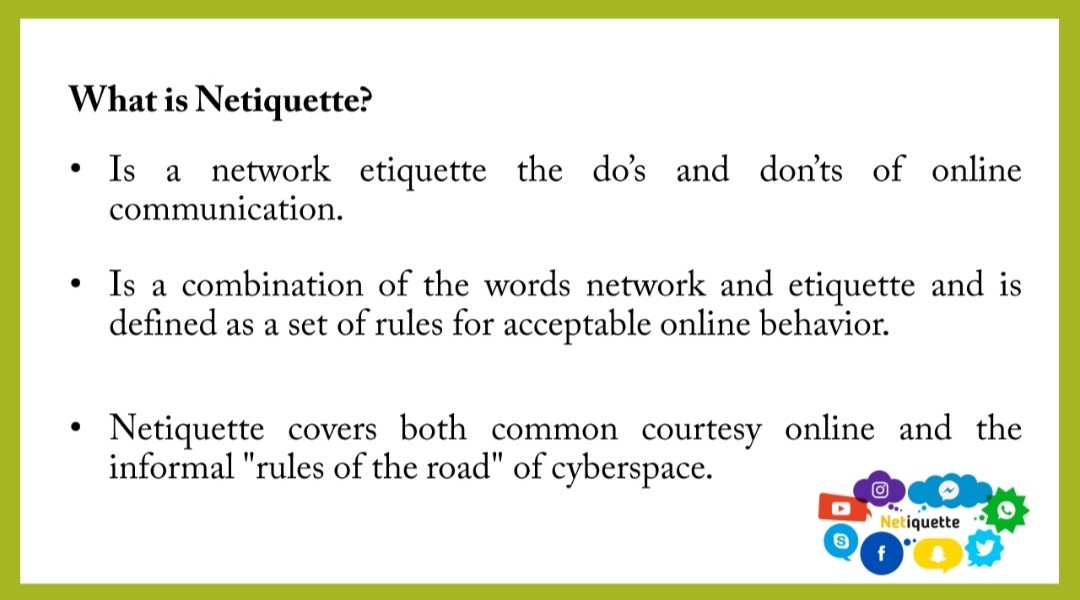 What is Netiquette?
• Is a network etiquette the do’s and don’ts of online
communication.
• Is a combination of the words network and etiquette and is
defined as a set of rules for acceptable online behavior.
• Netiquette covers both common courtesy online and the
informal "rules of the road" of cyberspace.
Netiquette